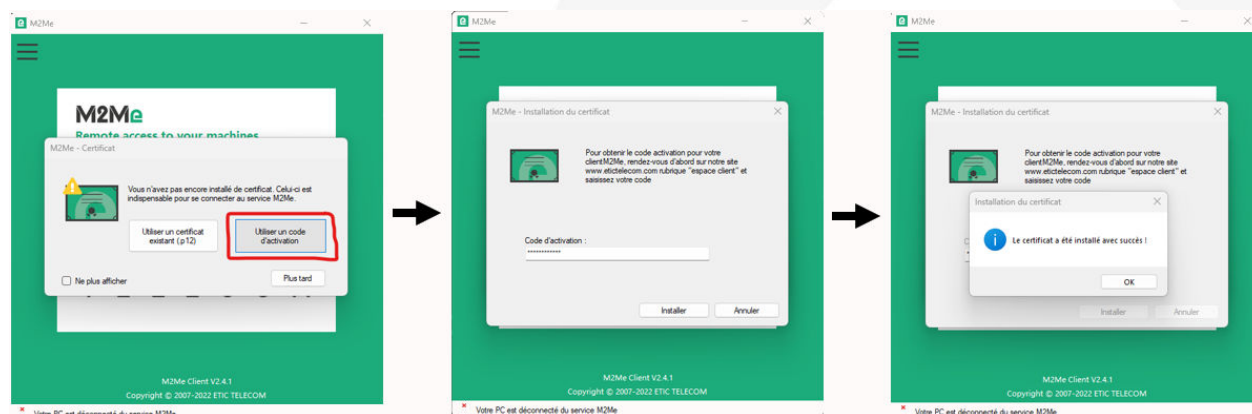 M2Me
M2Me
Remote access to your machines
M2Me - Certificat
Vous n'avez pas encore installé de certificat. Celui-ci est
indispensable pour se connecter au service M2Me.
Utiliser un certificat
existant (.p12)
Utiliser un code
d'activation
Ne plus afficher
Plus tard
M2Me Client V2.4.1
Copyright © 2007-2022 ETIC TELECOM
Votre PC est déconnecté du service M2Me
M2Me
M2Me - Installation du certificat
Pour obtenir le code activation pour votre
clientM2Me, rendez-vous d'abord sur notre site
www.etictelecom.com rubrique "espace client" et
saisissez votre code
Code d'activation :
************
Installer
Annuler
M2Me Client V2.4.1
Copyright © 2007-2022 ETIC TELECOM
Votre PC est déconnecté du service M2Me
M2Me
M2Me - Installation du certificat
Pour obtenir le code activation pour votre
clientM2Me, rendez-vous d'abord sur notre site
www.etictelecom.com rubrique "espace client" et
saisissez votre code
Installation du certificat
Le certificat a été installé avec succès !
OK
Installer
Annuler
M2Me Client V2.4.1
Copyright © 2007-2022 ETIC TELECOM
Votre PC est déconnecté du service M2Me